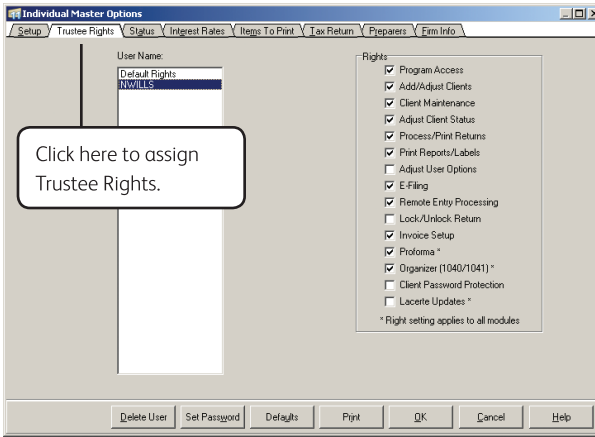 Individual Master Options
Setup Trustee Rights Status Interest Rates Items To Print Tax Return Preparers Firm Info
User Name:
Default Rights
NWILLS
Click here to assign
Trustee Rights.
Rights
Program Access
Add/Adjust Clients
Client Maintenance
Adjust Client Status
Process/Print Returns
Print Reports/Labels
Adjust User Options
E-Filing
Remote Entry Processing
Lock/Unlock Return
Invoice Setup
Proforma *
Organizer (1040/1041) *
Client Password Protection
Lacerte Updates *
* Right setting applies to all modules
Delete User Set Password Defaults Print OK Cancel Help